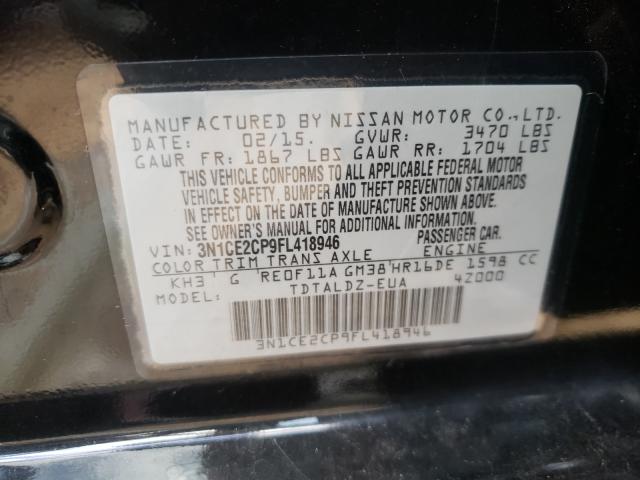 MANUFACTURED BY NISSAN MOTOR CO.,LTD.
DATE: 02/15. GVWR: 3470 LBS
GAWR FR: 1867 LBS GAWR RR: 1704 LBS
THIS VEHICLE CONFORMS TO ALL APPLICABLE FEDERAL MOTOR
VEHICLE SAFETY, BUMPER AND THEFT PREVENTION STANDARDS
IN EFFECT ON THE DATE OF MANUFACTURE SHOWN ABOVE.
SEE OWNER'S MANUAL FOR ADDITIONAL INFORMATION.
VIN: 3N1CE2CP9FL418946 PASSENGER CAR
COLOR TRIM TRANS AXLE ENGINE
KH3 G RE0F11A GM38 HR16DE 1598 CC
MODEL: TDTALDZ-EUA 4Z000
3N1CE2CP9FL418946